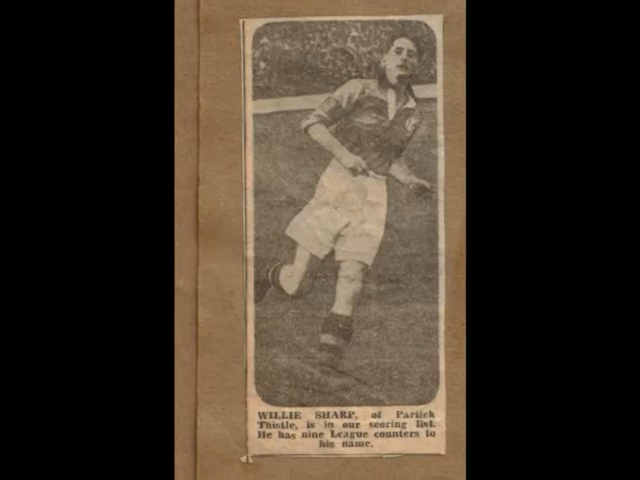 WILLIE SHARP, of Partick
Thistle, is in our scoring list.
He has nine League counters to
his name.